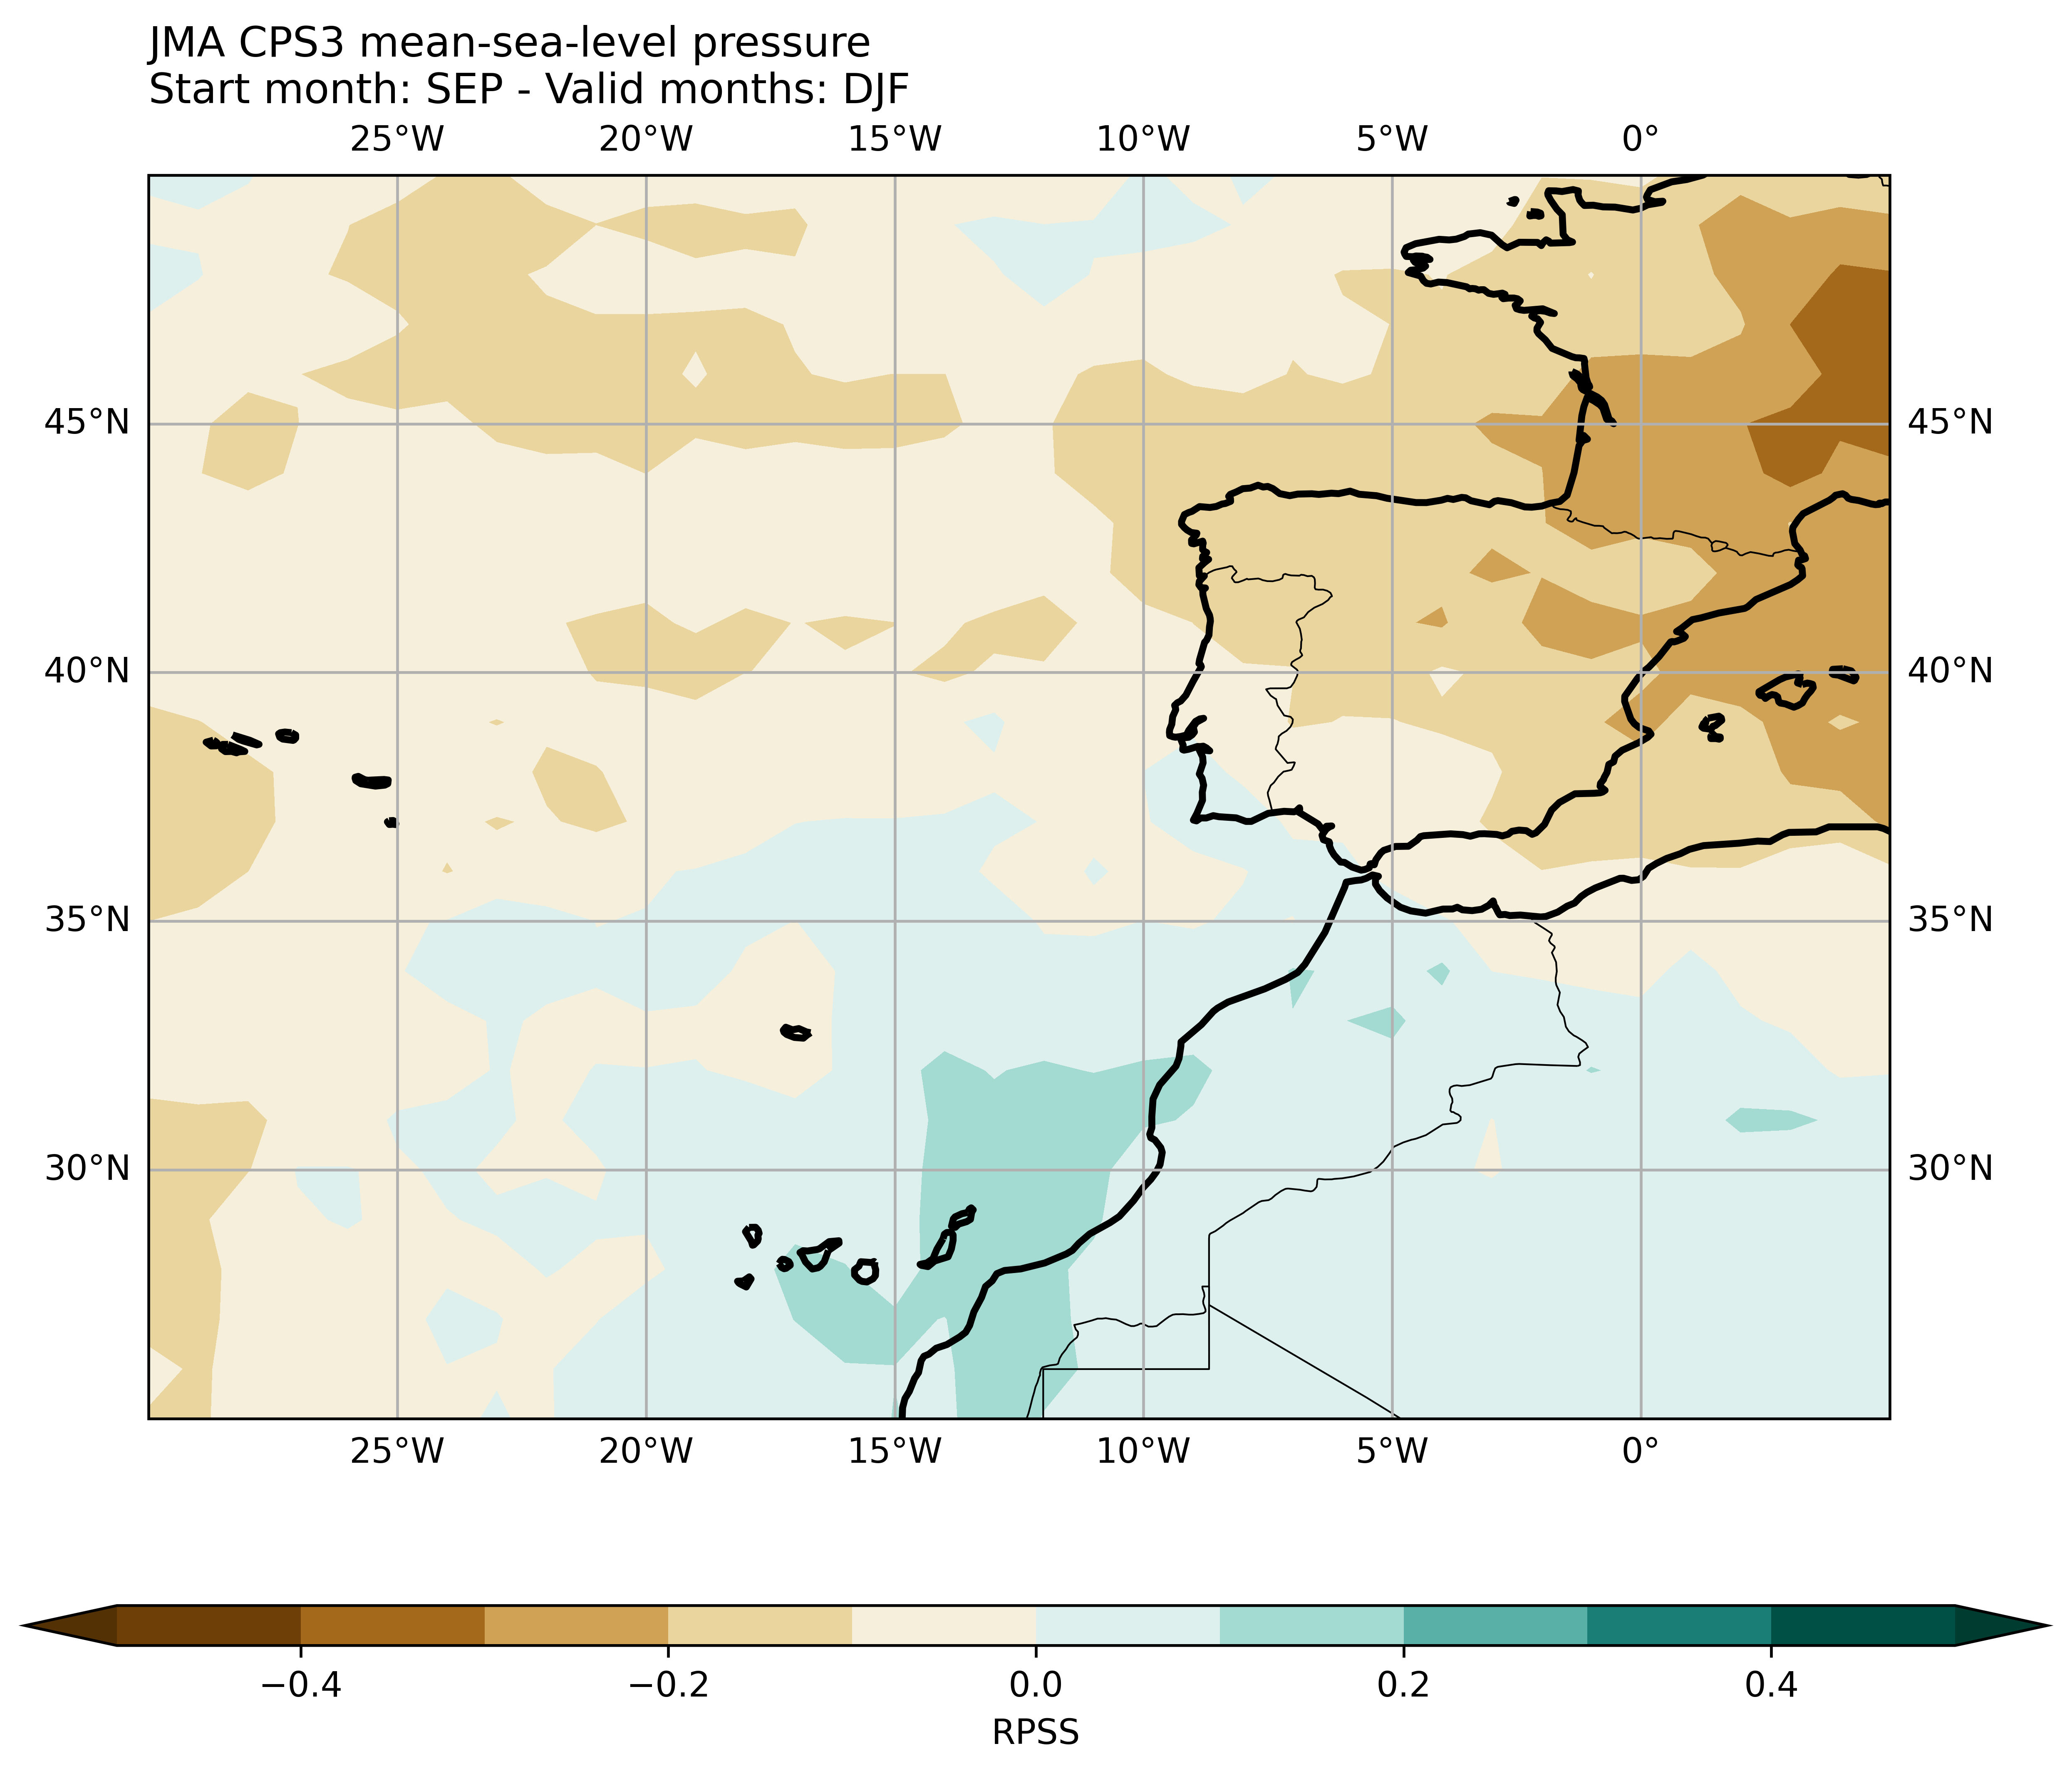 JMA CPS3 mean-sea-level pressure
Start month: SEP - Valid months: DJF
25°W 20°W 15°W 10°W 5°W 0°
45°N 45°N
40°N 40°N
35°N 35°N
30°N 30°N
25°W 20°W 15°W 10°W 5°W 0°
−0.4 −0.2 0.0 0.2 0.4
RPSS